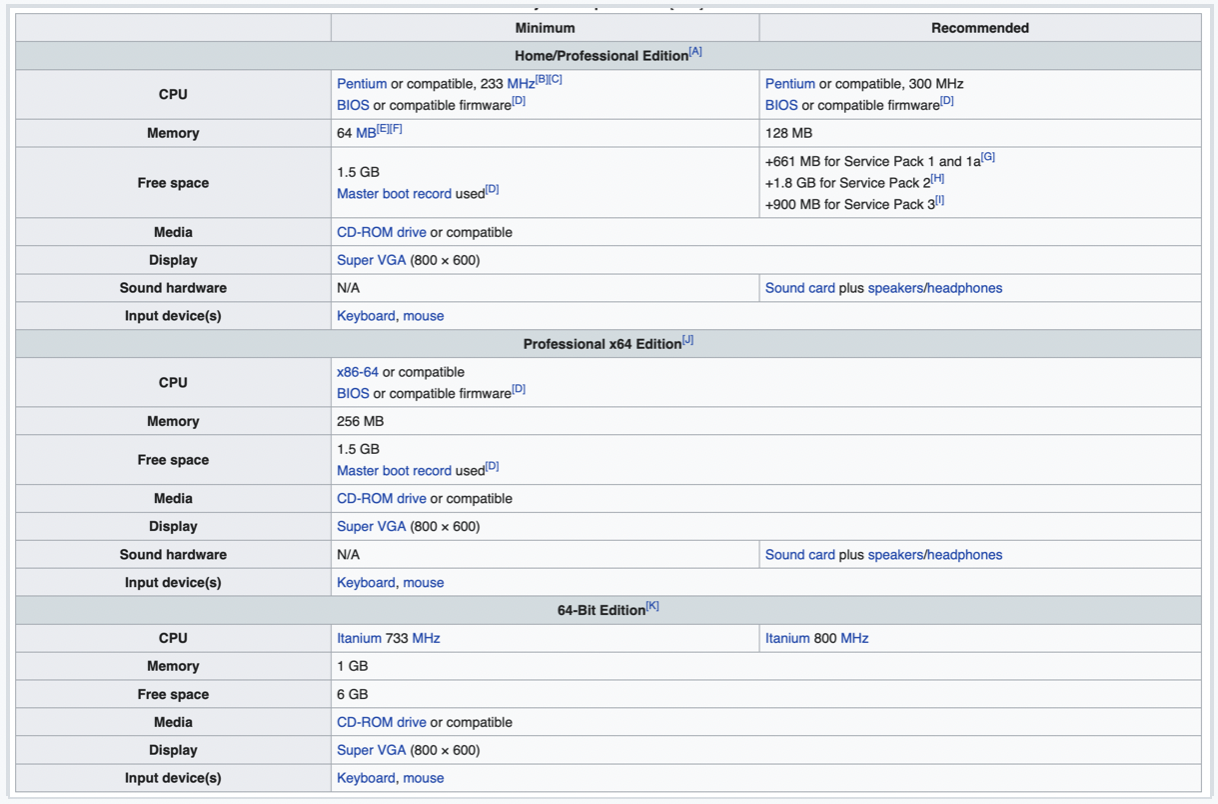 Minimum Recommended
Home/Professional Edition[A]
CPU
Pentium or compatible, 233 MHz[B][C]
BIOS or compatible firmware[D]
Pentium or compatible, 300 MHz
BIOS or compatible firmware[D]
Memory 64 MB[E][F] 128 MB
Free space
1.5 GB
Master boot record used[D]
+661 MB for Service Pack 1 and 1a[G]
+1.8 GB for Service Pack 2[H]
+900 MB for Service Pack 3[I]
Media CD-ROM drive or compatible
Display Super VGA (800 × 600)
Sound hardware N/A Sound card plus speakers/headphones
Input device(s) Keyboard, mouse
Professional x64 Edition[J]
CPU
x86-64 or compatible
BIOS or compatible firmware[D]
Memory 256 MB
Free space
1.5 GB
Master boot record used[D]
Media CD-ROM drive or compatible
Display Super VGA (800 × 600)
Sound hardware N/A Sound card plus speakers/headphones
Input device(s) Keyboard, mouse
64-Bit Edition[K]
CPU Itanium 733 MHz Itanium 800 MHz
Memory 1 GB
Free space 6 GB
Media CD-ROM drive or compatible
Display Super VGA (800 × 600)
Input device(s) Keyboard, mouse